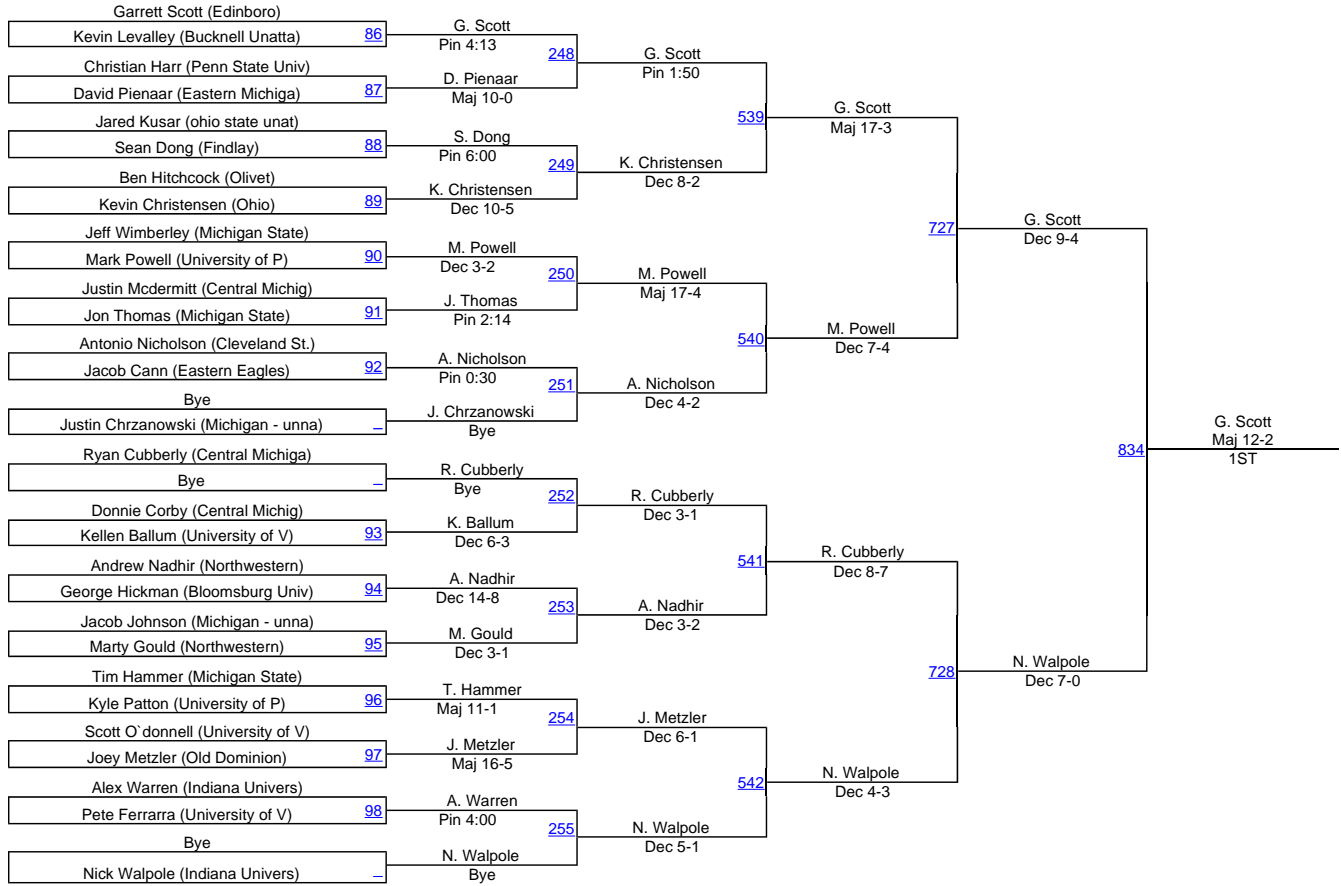 Garrett Scott (Edinboro)
Kevin Levalley (Bucknell Unatta) 86
Christian Harr (Penn State Univ)
David Pienaar (Eastern Michiga) 87
Jared Kusar (ohio state unat)
Sean Dong (Findlay) 88
Ben Hitchcock (Olivet)
Kevin Christensen (Ohio) 89
Jeff Wimberley (Michigan State)
Mark Powell (University of P) 90
Justin Mcdermitt (Central Michig)
Jon Thomas (Michigan State) 91
Antonio Nicholson (Cleveland St.)
Jacob Cann (Eastern Eagles) 92
Bye
Justin Chrzanowski (Michigan - unna) _
Ryan Cubberly (Central Michiga)
Bye _
Donnie Corby (Central Michig)
Kellen Ballum (University of V) 93
Andrew Nadhir (Northwestern)
George Hickman (Bloomsburg Univ) 94
Jacob Johnson (Michigan - unna)
Marty Gould (Northwestern) 95
Tim Hammer (Michigan State)
Kyle Patton (University of P) 96
Scott O`donnell (University of V)
Joey Metzler (Old Dominion) 97
Alex Warren (Indiana Univers)
Pete Ferrarra (University of V) 98
Bye
Nick Walpole (Indiana Univers) _
G. Scott
Pin 4:13
248
D. Pienaar
Maj 10-0
S. Dong
Pin 6:00
249
K. Christensen
Dec 10-5
M. Powell
Dec 3-2
250
J. Thomas
Pin 2:14
A. Nicholson
Pin 0:30
251
J. Chrzanowski
Bye
R. Cubberly
Bye
252
K. Ballum
Dec 6-3
A. Nadhir
Dec 14-8
253
M. Gould
Dec 3-1
T. Hammer
Maj 11-1
254
J. Metzler
Maj 16-5
A. Warren
Pin 4:00
255
N. Walpole
Bye
G. Scott
Pin 1:50
539
K. Christensen
Dec 8-2
M. Powell
Maj 17-4
540
A. Nicholson
Dec 4-2
R. Cubberly
Dec 3-1
541
A. Nadhir
Dec 3-2
J. Metzler
Dec 6-1
542
N. Walpole
Dec 5-1
G. Scott
Maj 17-3
727
M. Powell
Dec 7-4
R. Cubberly
Dec 8-7
728
N. Walpole
Dec 4-3
G. Scott
Dec 9-4
834
N. Walpole
Dec 7-0
G. Scott
Maj 12-2
1ST